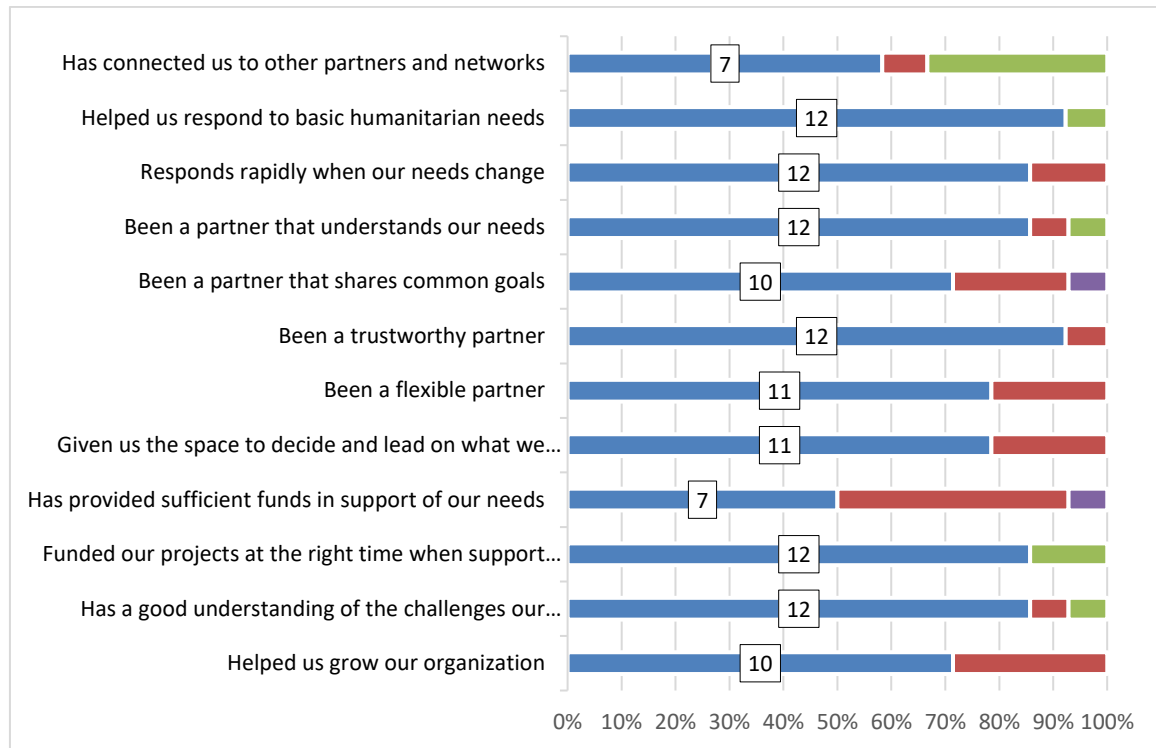 Has connected us to other partners and networks
7
Helped us respond to basic humanitarian needs
12
Responds rapidly when our needs change
12
Been a partner that understands our needs
12
Been a partner that shares common goals
10
Been a trustworthy partner
12
Been a flexible partner
11
Given us the space to decide and lead on what we...
11
Has provided sufficient funds in support of our needs
7
Funded our projects at the right time when support...
12
Has a good understanding of the challenges our...
12
Helped us grow our organization
10
0% 10% 20% 30% 40% 50% 60% 70% 80% 90% 100%